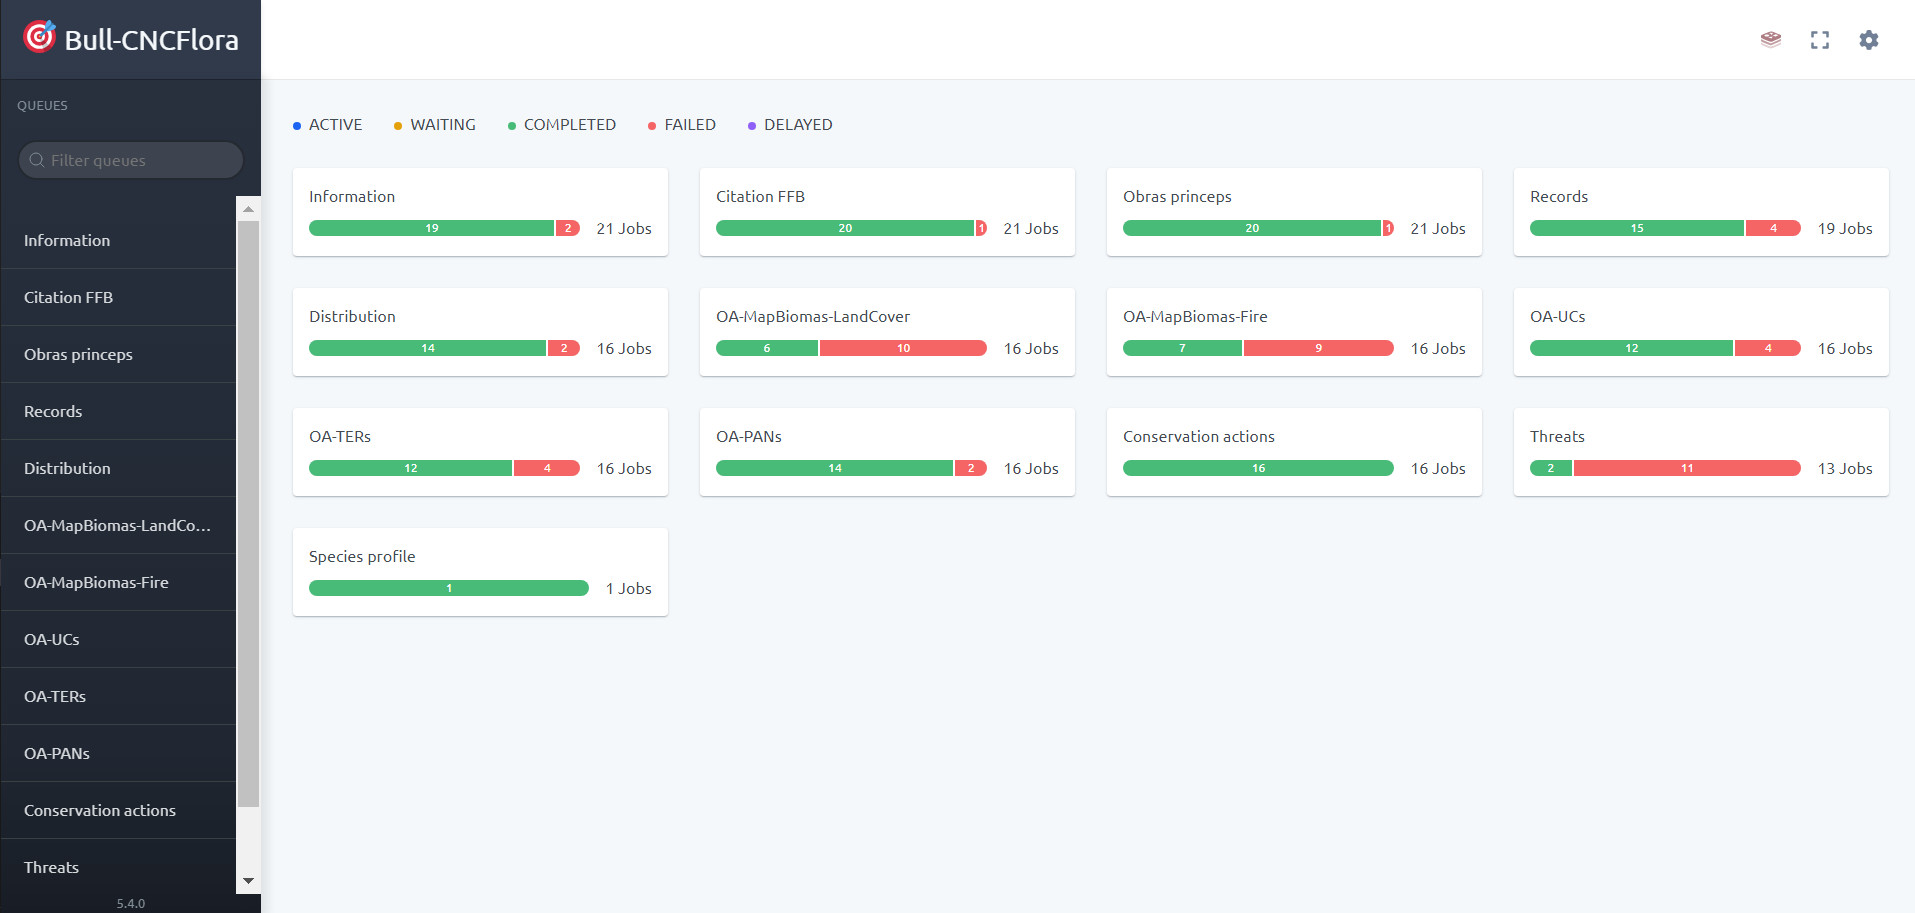 Bull-CNCFlora
QUEUES
Filter queues
Information
Citation FFB
Obras princeps
Records
Distribution
OA-MapBiomas-LandCo...
OA-MapBiomas-Fire
OA-UCs
OA-TERs
OA-PANs
Conservation actions
Threats
5.4.0
ACTIVE WAITING COMPLETED FAILED DELAYED
Information
19 2 21 Jobs
Citation FFB
20 1 21 Jobs
Obras princeps
20 1 21 Jobs
Records
15 4 19 Jobs
Distribution
14 2 16 Jobs
OA-MapBiomas-LandCover
6 10 16 Jobs
OA-MapBiomas-Fire
7 9 16 Jobs
OA-UCs
12 4 16 Jobs
OA-TERs
12 4 16 Jobs
OA-PANs
14 2 16 Jobs
Conservation actions
16 16 Jobs
Threats
2 11 13 Jobs
Species profile
1 1 Jobs